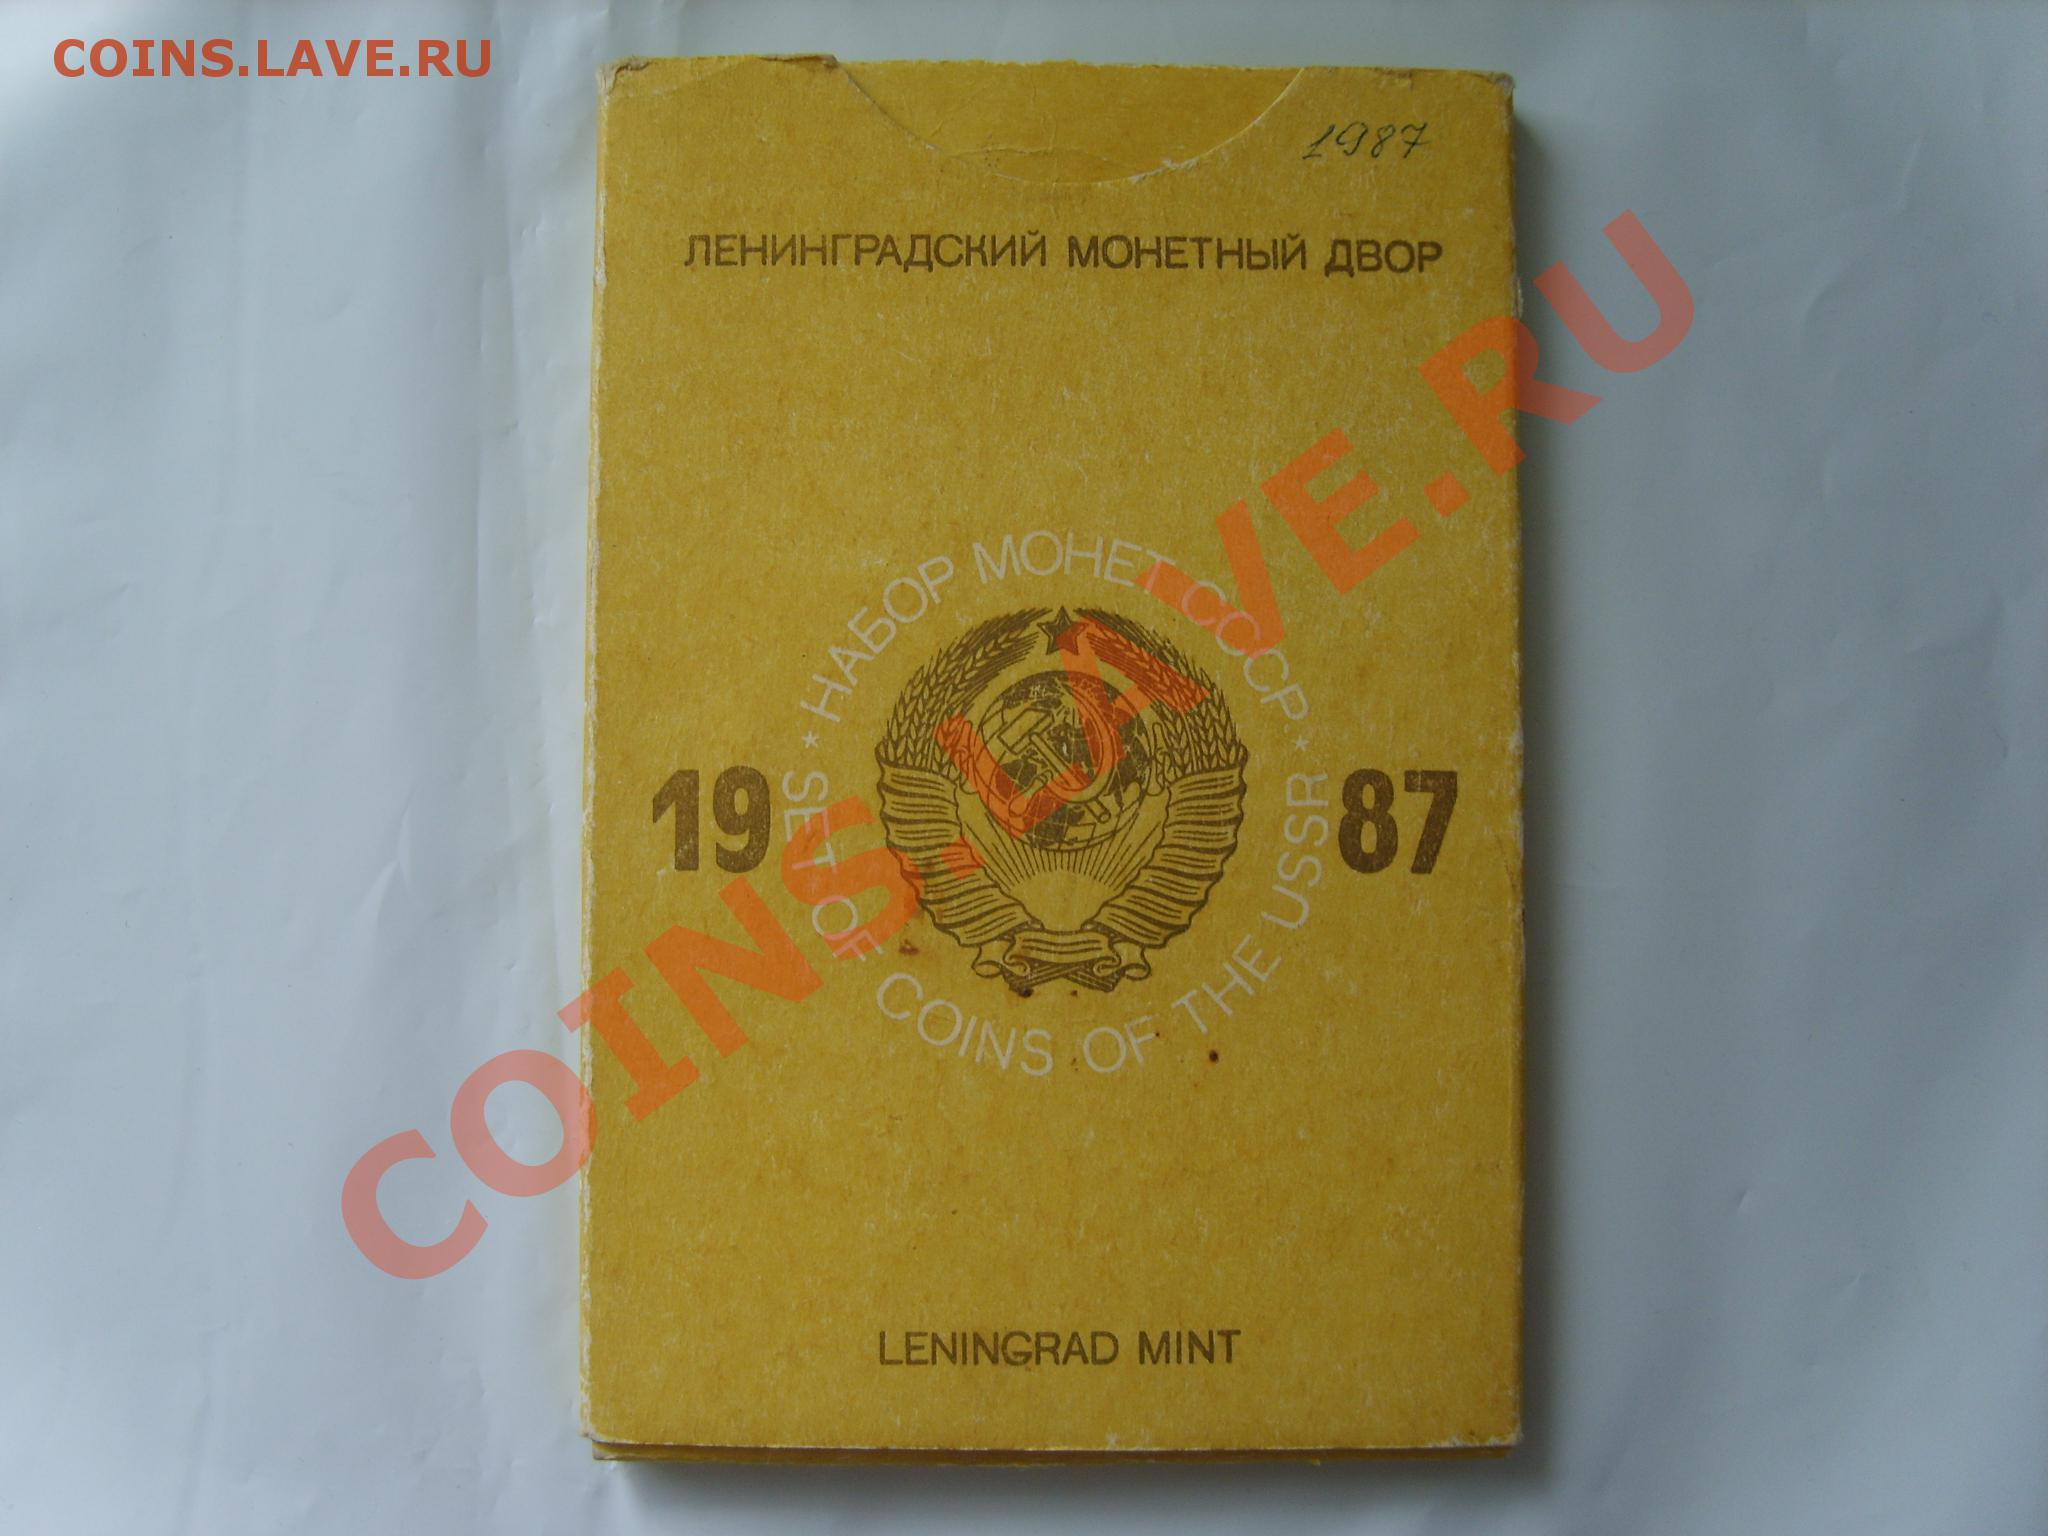 COINS.LAVE.RU
1987
ЛЕНИНГРАДСКИЙ МОНЕТНЫЙ ДВОР
* НАБОР МОНЕТ СССР *
19 87
SET OF COINS OF THE USSR
LENINGRAD MINT
COINS.LAVE.RU